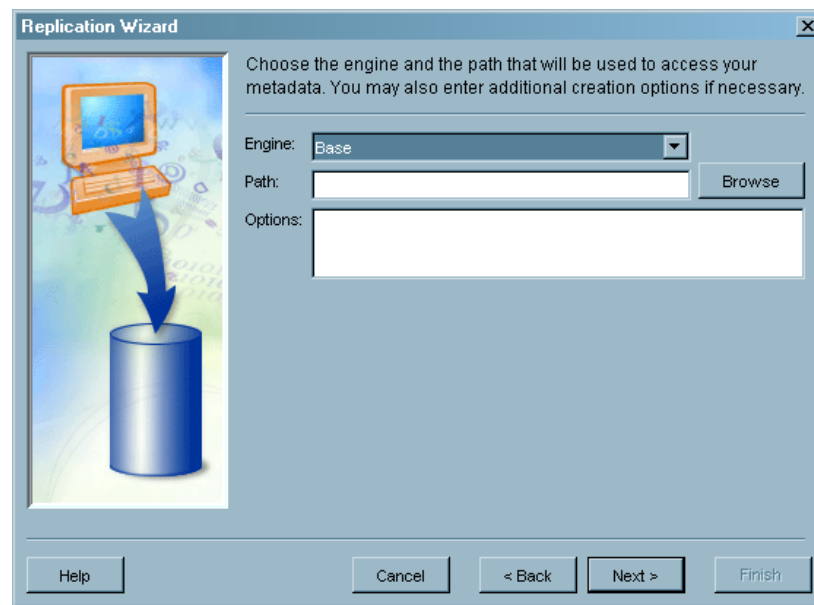 Replication Wizard
Choose the engine and the path that will be used to access your
metadata. You may also enter additional creation options if necessary.
Engine: Base
Path: Browse
Options:
Help Cancel < Back Next > Finish